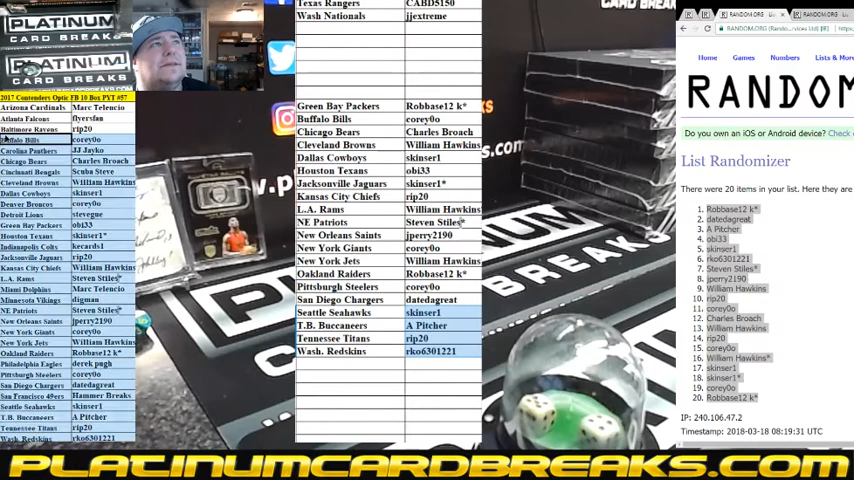 PLATINUM
CARD BREAKS
PLATINUM
CARD BREAKS
2017 Contenders Optic FB 10 Box PYT #57
Arizona Cardinals Marc Telencio
Atlanta Falcons flyersfan
Baltimore Ravens rip20
Buffalo Bills corey0o
Carolina Panthers JJ Jayko
Chicago Bears Charles Broach
Cincinnati Bengals Scuba Steve
Cleveland Browns William Hawkins
Dallas Cowboys skinser1
Denver Broncos corey0o
Detroit Lions stevegue
Green Bay Packers obi33
Houston Texans skinser1*
Indianapolis Colts kecards1
Jacksonville Jaguars rip20
Kansas City Chiefs William Hawkins
L.A. Rams Steven Stiles*
Miami Dolphins Marc Telencio
Minnesota Vikings digman
NE Patriots Steven Stiles*
New Orleans Saints jperry2190
New York Giants corey0o
New York Jets William Hawkins
Oakland Raiders Robbase12 k*
Philadelphia Eagles derek pugh
Pittsburgh Steelers corey0o
San Diego Chargers datedagreat
San Francisco 49ers Hammer Breaks
Seattle Seahawks skinser1
T.B. Buccaneers A Pitcher
Tennessee Titans rip20
Wash. Redskins rko6301221
Texas Rangers CABD5150
Wash Nationals jjextreme
Green Bay Packers Robbase12 k*
Buffalo Bills corey0o
Chicago Bears Charles Broach
Cleveland Browns William Hawkins
Dallas Cowboys skinser1
Houston Texans obi33
Jacksonville Jaguars skinser1*
Kansas City Chiefs rip20
L.A. Rams William Hawkins
NE Patriots Steven Stiles*
New Orleans Saints jperry2190
New York Giants corey0o
New York Jets William Hawkins
Oakland Raiders Robbase12 k*
Pittsburgh Steelers corey0o
San Diego Chargers datedagreat
Seattle Seahawks skinser1
T.B. Buccaneers A Pitcher
Tennessee Titans rip20
Wash. Redskins rko6301221
CARD BREAKS
BREAKS
RANDOM.ORG
Home Games Numbers Lists & More
RANDOM
Do you own an iOS or Android device? Check
List Randomizer
There were 20 items in your list. Here they are
1. Robbase12 k*
2. datedagreat
3. A Pitcher
4. obi33
5. skinser1
6. rko6301221
7. Steven Stiles*
8. jperry2190
9. William Hawkins
10. rip20
11. corey0o
12. Charles Broach
13. William Hawkins
14. rip20
15. corey0o
16. William Hawkins*
17. skinser1
18. skinser1*
19. corey0o
20. Robbase12 k*
IP: 240.106.47.2
Timestamp: 2018-03-18 08:19:31 UTC
PLATINUMCARDBREAKS.COM